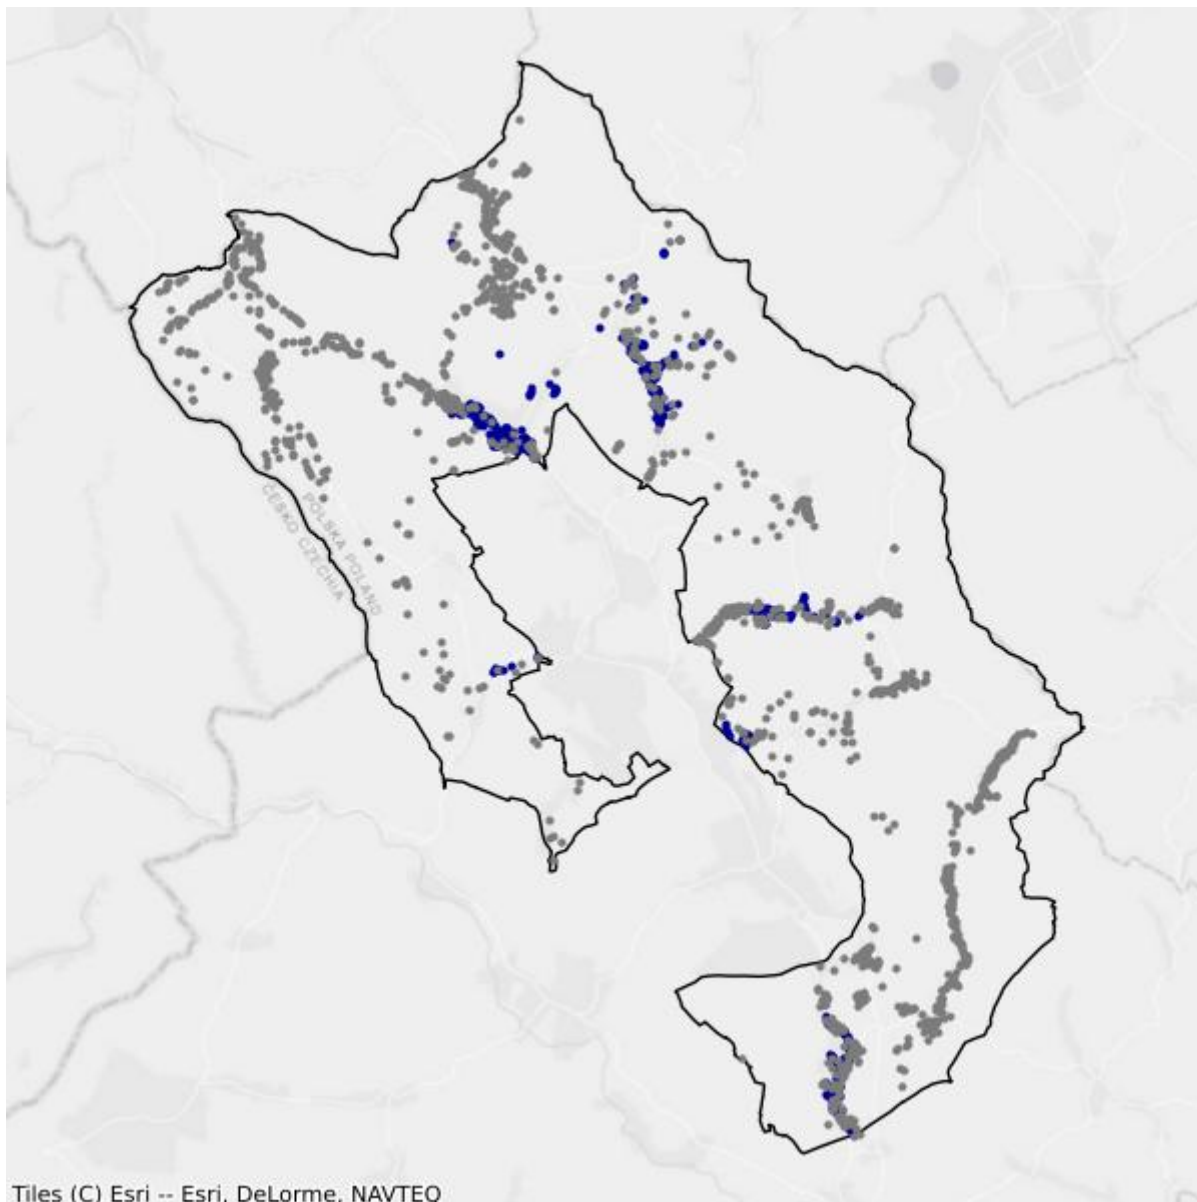 POLSKA POLAND
ČESKO CZECHIA
Tiles (C) Esri -- Esri, DeLorme, NAVTEQ